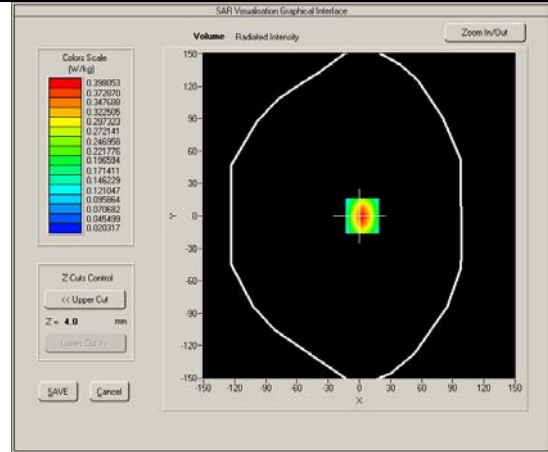 SAR Visualisation Graphical Interface
Volume Radiated Intensity
Zoom In/Out
Colors Scale
(W/kg)
0.398053
0.372870
0.347688
0.322505
0.297323
0.272141
0.246958
0.221776
0.196594
0.171411
0.146229
0.121047
0.095864
0.070682
0.045499
0.020317
Z-Cuts Control
<< Upper Cut
Z = 4.0 mm
Lower Cut >>
SAVE Cancel
150-
120-
90-
60-
30-
0-
-30-
-60-
-90-
-120-
-150-
Y
-150 -120 -90 -60 -30 0 30 60 90 120 150
X